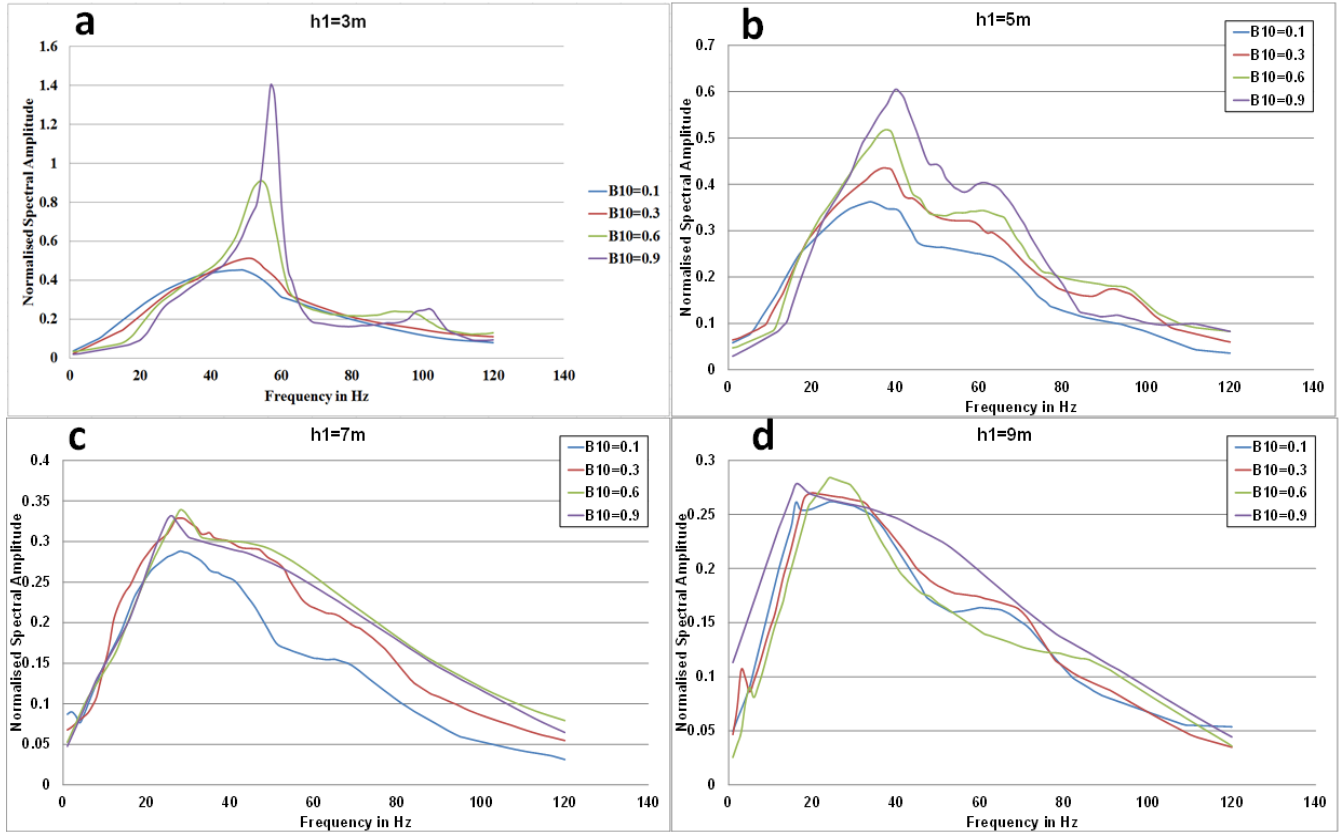 a
h1=3m
Normalised Spectral Amplitude
1.6
1.4
1.2
1
0.8
0.6
0.4
0.2
0
0 20 40 60 80 100 120 140
Frequency in Hz
B10=0.1
B10=0.3
B10=0.6
B10=0.9
b
h1=5m
Normalised Spectral Amplitude
0.7
0.6
0.5
0.4
0.3
0.2
0.1
0
0 20 40 60 80 100 120 140
Frequency in Hz
B10=0.1
B10=0.3
B10=0.6
B10=0.9
c
h1=7m
Normalised Spectral Amplitude
0.4
0.35
0.3
0.25
0.2
0.15
0.1
0.05
0
0 20 40 60 80 100 120 140
Frequency in Hz
B10=0.1
B10=0.3
B10=0.6
B10=0.9
d
h1=9m
Normalised Spectral Amplitude
0.3
0.25
0.2
0.15
0.1
0.05
0
0 20 40 60 80 100 120 140
Frequency in Hz
B10=0.1
B10=0.3
B10=0.6
B10=0.9